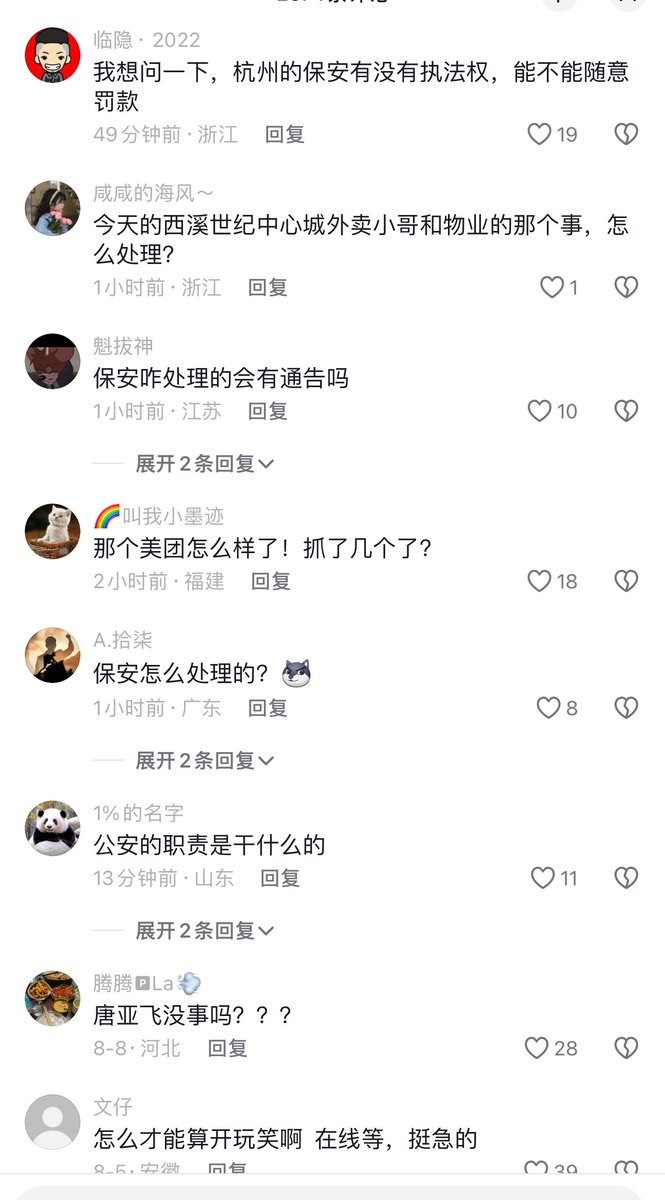 临隐 · 2022
我想问一下，杭州的保安有没有执法权，能不能随意
罚款
49分钟前 · 浙江 回复 19
咸咸的海风～
今天的西溪世纪中心城外卖小哥和物业的那个事，怎
么处理？
1小时前 · 浙江 回复 1
魁拔神
保安咋处理的会有通告吗
1小时前 · 江苏 回复 10
展开2条回复
🌈叫我小墨迹
那个美团怎么样了！抓了几个了？
2小时前 · 福建 回复 18
A.拾柒
保安怎么处理的？
1小时前 · 广东 回复 8
展开2条回复
1%的名字
公安的职责是干什么的
13分钟前 · 山东 回复 11
展开2条回复
腾腾🅿️La💨
唐亚飞没事吗？？？
8-8 · 河北 回复 28
文仔
怎么才能算开玩笑啊 在线等，挺急的
8-5 · 安徽 回复 39